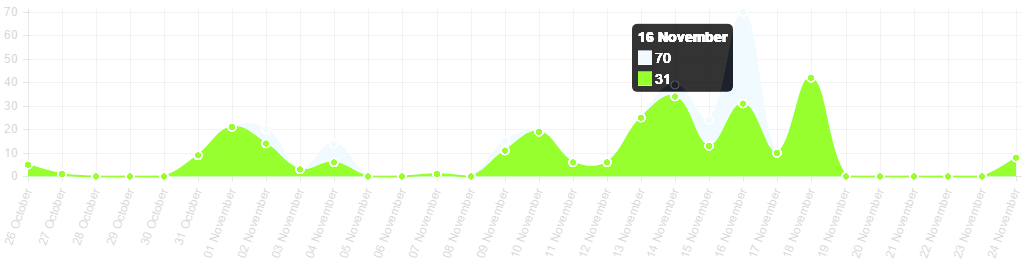 70
60
50
40
30
20
10
0
16 November
70
31
26 October
27 October
28 October
29 October
30 October
31 October
01 November
02 November
03 November
04 November
05 November
06 November
07 November
08 November
09 November
10 November
11 November
12 November
13 November
14 November
15 November
16 November
17 November
18 November
19 November
20 November
21 November
22 November
23 November
24 November